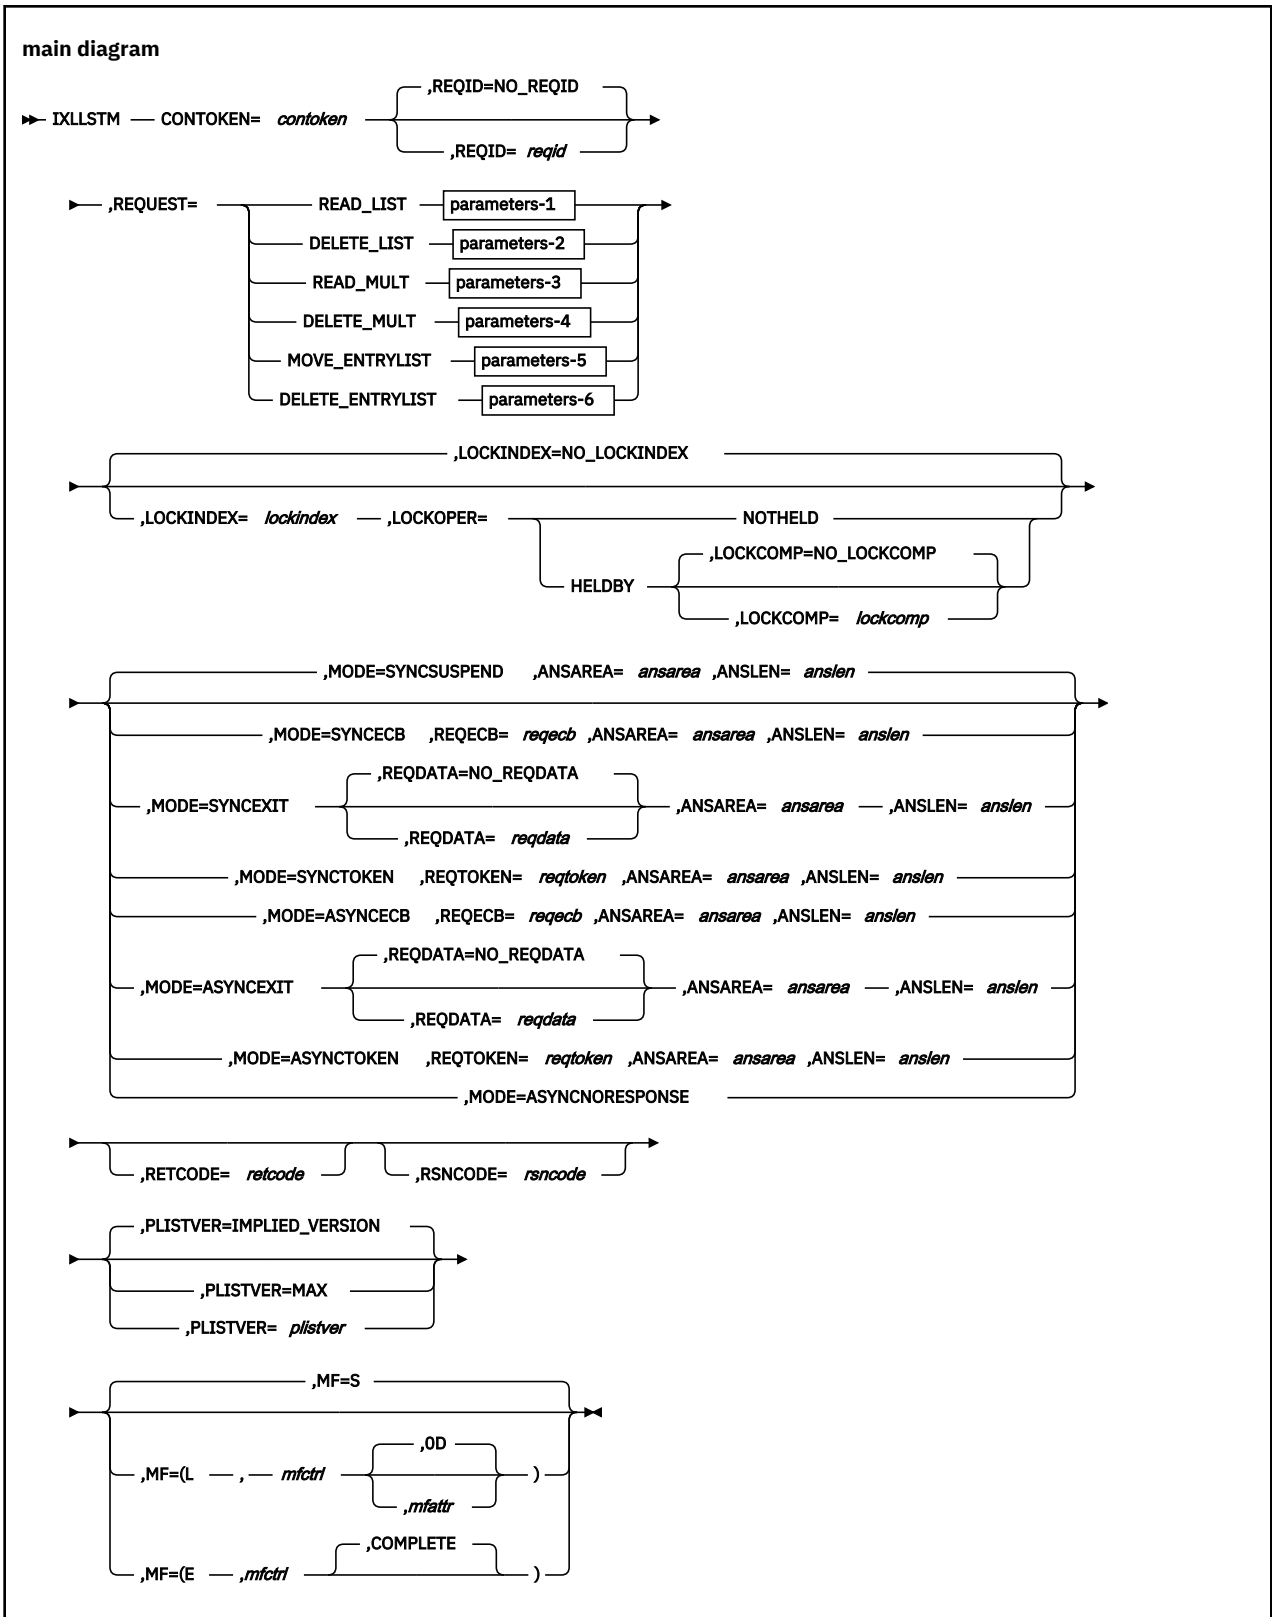 main diagram
,REQID=NO_REQID
IXLLSTM CONTOKEN= contoken
,REQID= reqid
,REQUEST= READ_LIST parameters-1
DELETE_LIST parameters-2
READ_MULT parameters-3
DELETE_MULT parameters-4
MOVE_ENTRYLIST parameters-5
DELETE_ENTRYLIST parameters-6
,LOCKINDEX=NO_LOCKINDEX
,LOCKINDEX= lockindex ,LOCKOPER= NOTHELD
,LOCKCOMP=NO_LOCKCOMP
HELDBY
,LOCKCOMP= lockcomp
,MODE=SYNCSUSPEND ,ANSAREA= ansarea ,ANSLEN= anslen
,MODE=SYNCECB ,REQECB= reqecb ,ANSAREA= ansarea ,ANSLEN= anslen
,REQDATA=NO_REQDATA
,MODE=SYNCEXIT ,ANSAREA= ansarea ,ANSLEN= anslen
,REQDATA= reqdata
,MODE=SYNCTOKEN ,REQTOKEN= reqtoken ,ANSAREA= ansarea ,ANSLEN= anslen
,MODE=ASYNCECB ,REQECB= reqecb ,ANSAREA= ansarea ,ANSLEN= anslen
,REQDATA=NO_REQDATA
,MODE=ASYNCEXIT ,ANSAREA= ansarea ,ANSLEN= anslen
,REQDATA= reqdata
,MODE=ASYNCTOKEN ,REQTOKEN= reqtoken ,ANSAREA= ansarea ,ANSLEN= anslen
,MODE=ASYNCNORESPONSE
,RETCODE= retcode ,RSNCODE= rsncode
,PLISTVER=IMPLIED_VERSION
,PLISTVER=MAX
,PLISTVER= plistver
,MF=S
,0D
,MF=(L , mfctrl )
,mfattr
,COMPLETE
,MF=(E ,mfctrl )